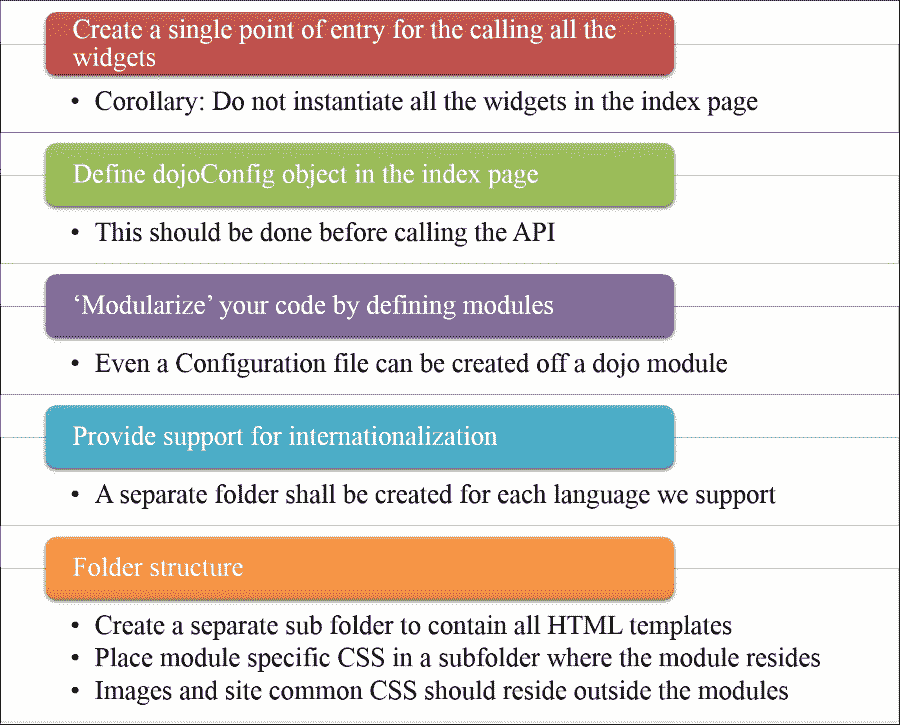 Create a single point of entry for the calling all the
widgets
• Corollary: Do not instantiate all the widgets in the index page
Define dojoConfig object in the index page
• This should be done before calling the API
‘Modularize’ your code by defining modules
• Even a Configuration file can be created off a dojo module
Provide support for internationalization
• A separate folder shall be created for each language we support
Folder structure
• Create a separate sub folder to contain all HTML templates
• Place module specific CSS in a subfolder where the module resides
• Images and site common CSS should reside outside the modules